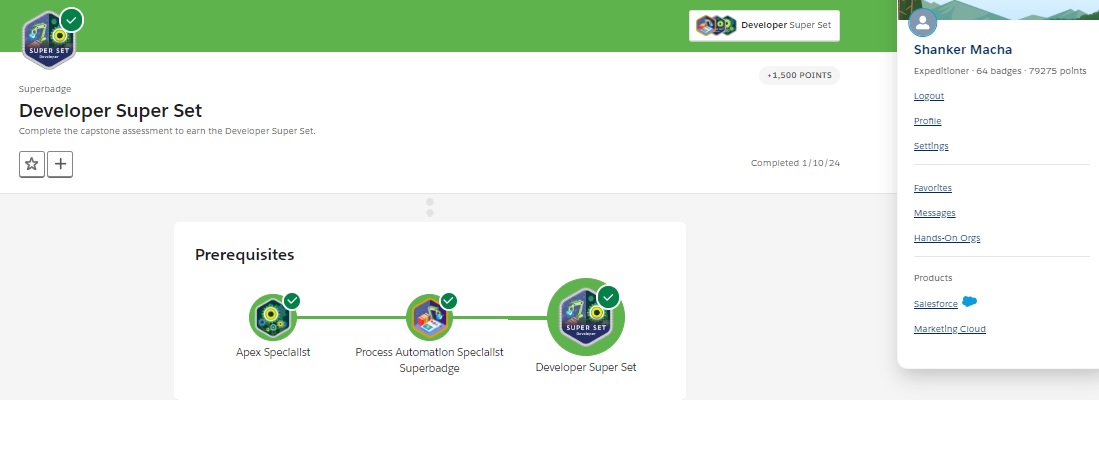 SUPER SET
Developer
Developer Super Set
+1,500 POINTS
Superbadge
Developer Super Set
Complete the capstone assessment to earn the Developer Super Set.
Completed 1/10/24
Prerequisites
SUPER SET
Developer
Apex Specialist
Process Automation Specialist
Superbadge
Developer Super Set
Shanker Macha
Expeditioner · 64 badges · 79275 points
Logout
Profile
Settings
Favorites
Messages
Hands-On Orgs
Products
Salesforce
Marketing Cloud